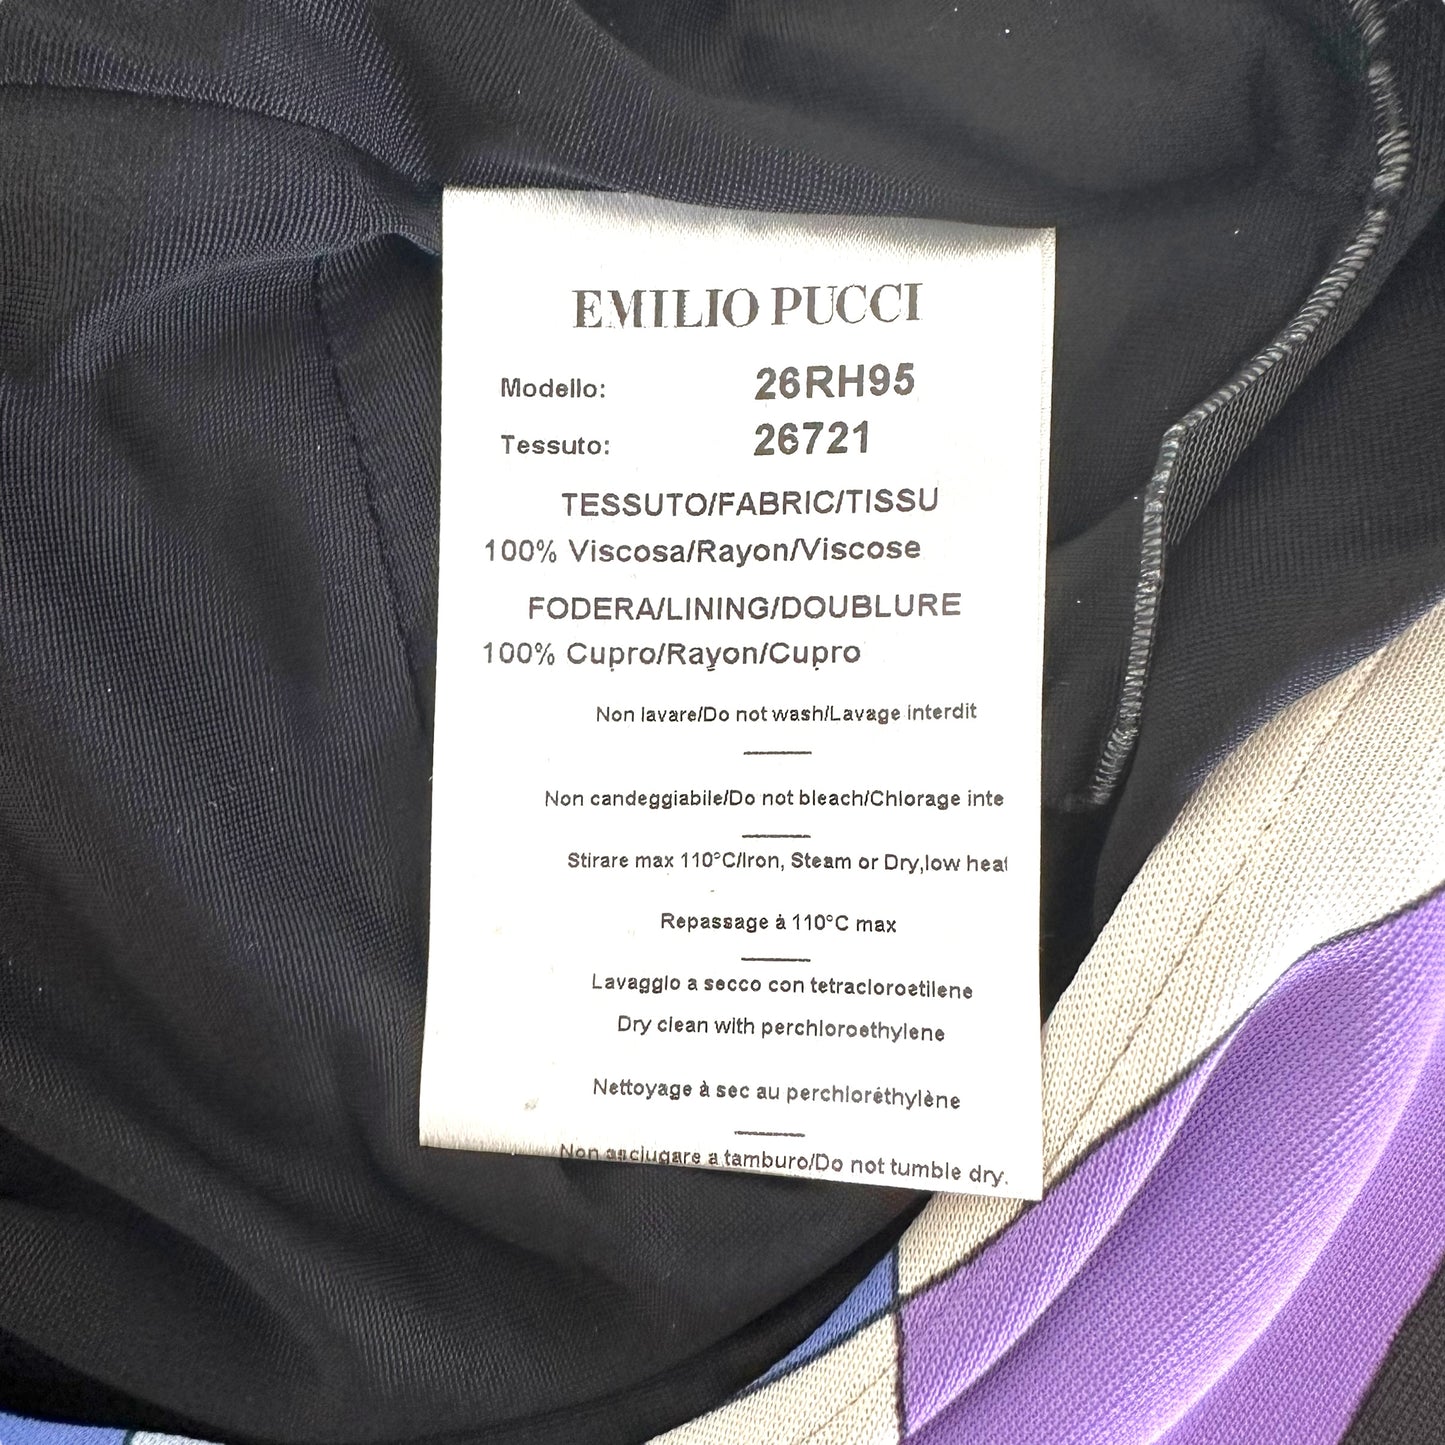 EMILIO PUCCI
Modello: 26RH95
Tessuto: 26721
TESSUTO/FABRIC/TISSU
100% Viscosa/Rayon/Viscose
FODERA/LINING/DOUBLURE
100% Cupro/Rayon/Cupro
Non lavare/Do not wash/Lavage interdit
Non candeggiabile/Do not bleach/Chlorage inte
Stirare max 110°C/Iron, Steam or Dry,low heat
Repassage à 110°C max
Lavaggio a secco con tetracloroetilene
Dry clean with perchloroethylene
Nettoyage à sec au perchloréthylène
Non asciugare a tamburo/Do not tumble dry.